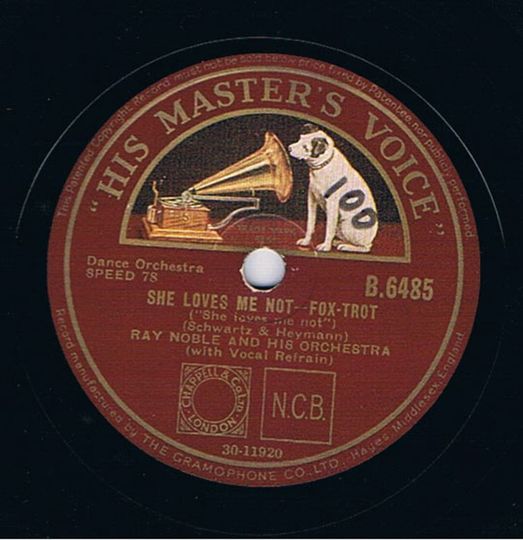 This Patented Copyright Record must not be sold below price fixed by Patentee, nor publicly performed.
"HIS MASTER'S VOICE"
100
TRADE MARK
Dance Orchestra
SPEED 78
B.6485
SHE LOVES ME NOT--FOX-TROT
("She loves me not")
(Schwartz & Heymann)
RAY NOBLE AND HIS ORCHESTRA
(with Vocal Refrain)
CHAPPELL & Co. LTD
LONDON
N.C.B.
30-11920
Record manufactured by THE GRAMOPHONE CO., LTD., Hayes, Middlesex, England.